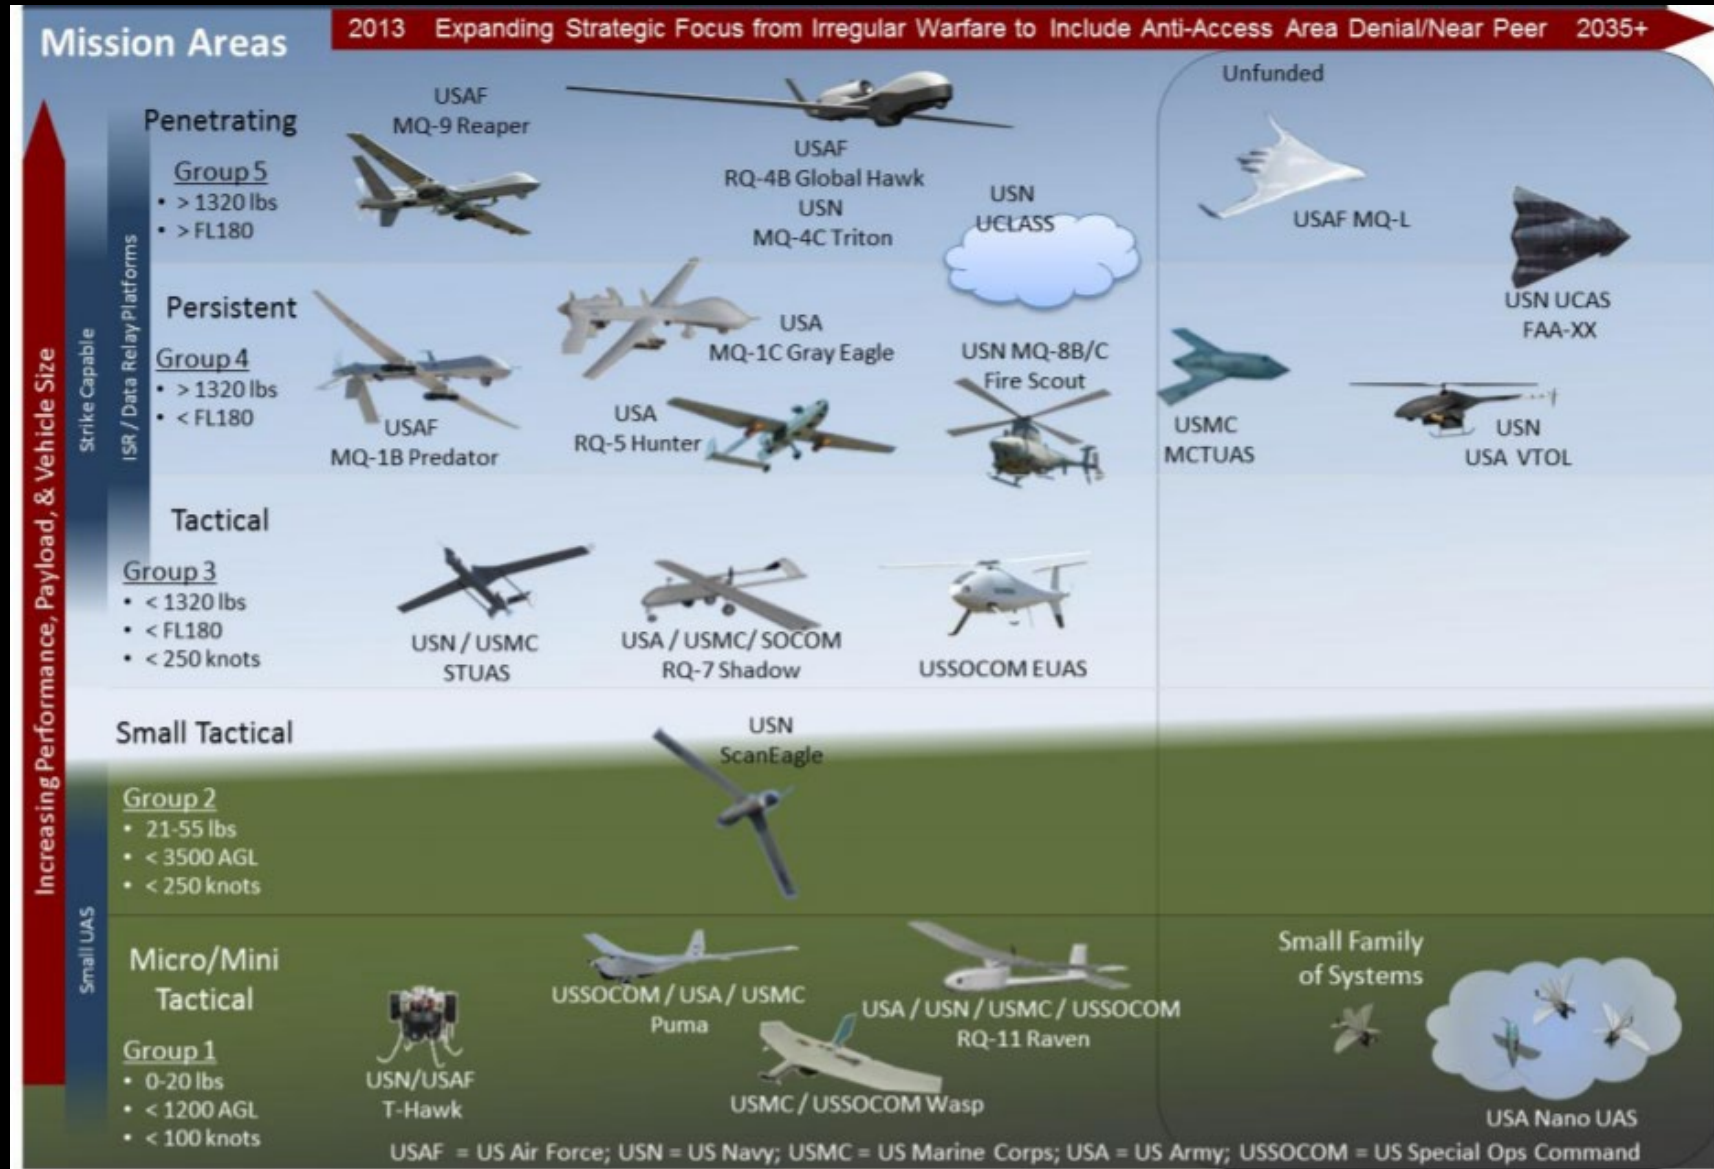 Mission Areas
2013 Expanding Strategic Focus from Irregular Warfare to Include Anti-Access Area Denial/Near Peer 2035+
Increasing Performance, Payload, & Vehicle Size
Strike Capable
ISR / Data Relay Platforms
Small UAS
Unfunded
Penetrating
Group 5
• > 1320 lbs
• > FL180
USAF
MQ-9 Reaper
USAF
RQ-4B Global Hawk
USN
MQ-4C Triton
USN
UCLASS
USAF MQ-L
USN UCAS
FAA-XX
Persistent
Group 4
• > 1320 lbs
• < FL180
USAF
MQ-1B Predator
USA
MQ-1C Gray Eagle
USA
RQ-5 Hunter
USN MQ-8B/C
Fire Scout
USMC
MCTUAS
USN
USA VTOL
Tactical
Group 3
• < 1320 lbs
• < FL180
• < 250 knots
USN / USMC
STUAS
USA / USMC/ SOCOM
RQ-7 Shadow
USSOCOM EUAS
Small Tactical
Group 2
• 21-55 lbs
• < 3500 AGL
• < 250 knots
USN
ScanEagle
Micro/Mini
Tactical
Group 1
• 0-20 lbs
• < 1200 AGL
• < 100 knots
USN/USAF
T-Hawk
USSOCOM / USA / USMC
Puma
USMC / USSOCOM Wasp
USA / USN / USMC / USSOCOM
RQ-11 Raven
Small Family
of Systems
USA Nano UAS
USAF = US Air Force; USN = US Navy; USMC = US Marine Corps; USA = US Army; USSOCOM = US Special Ops Command